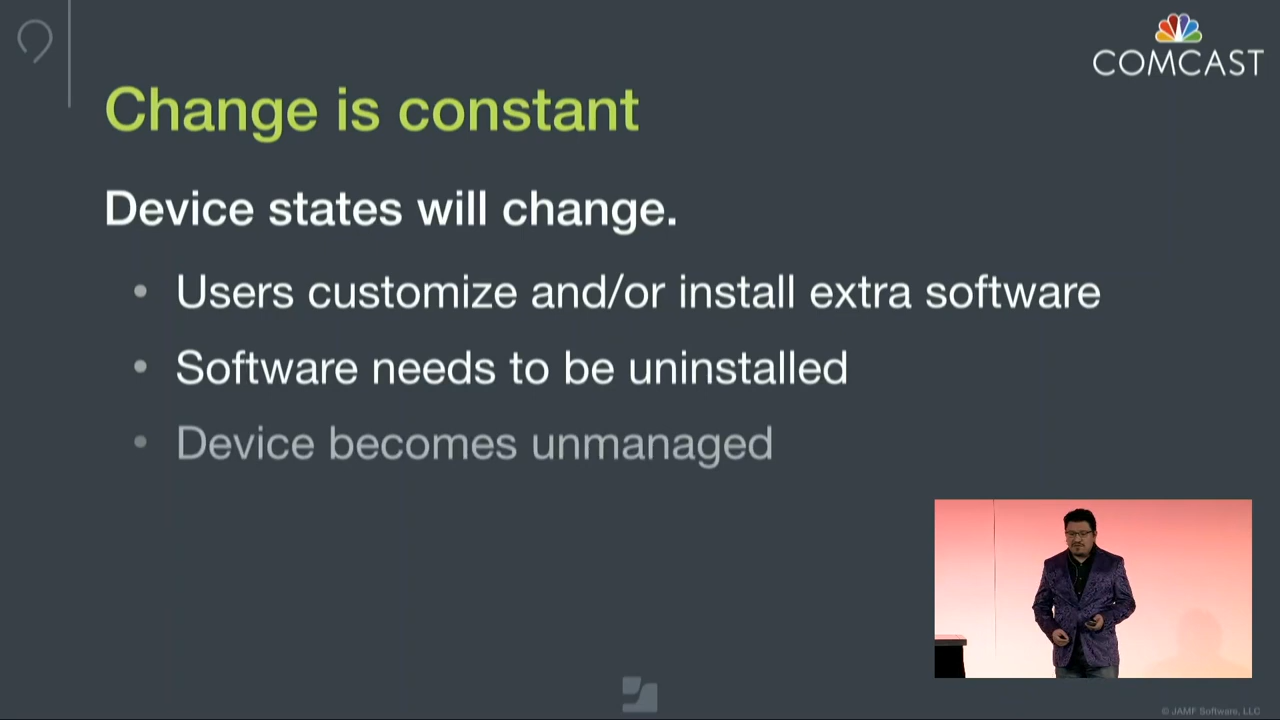 COMCAST
Change is constant
Device states will change.
• Users customize and/or install extra software
• Software needs to be uninstalled
• Device becomes unmanaged
© JAMF Software, LLC